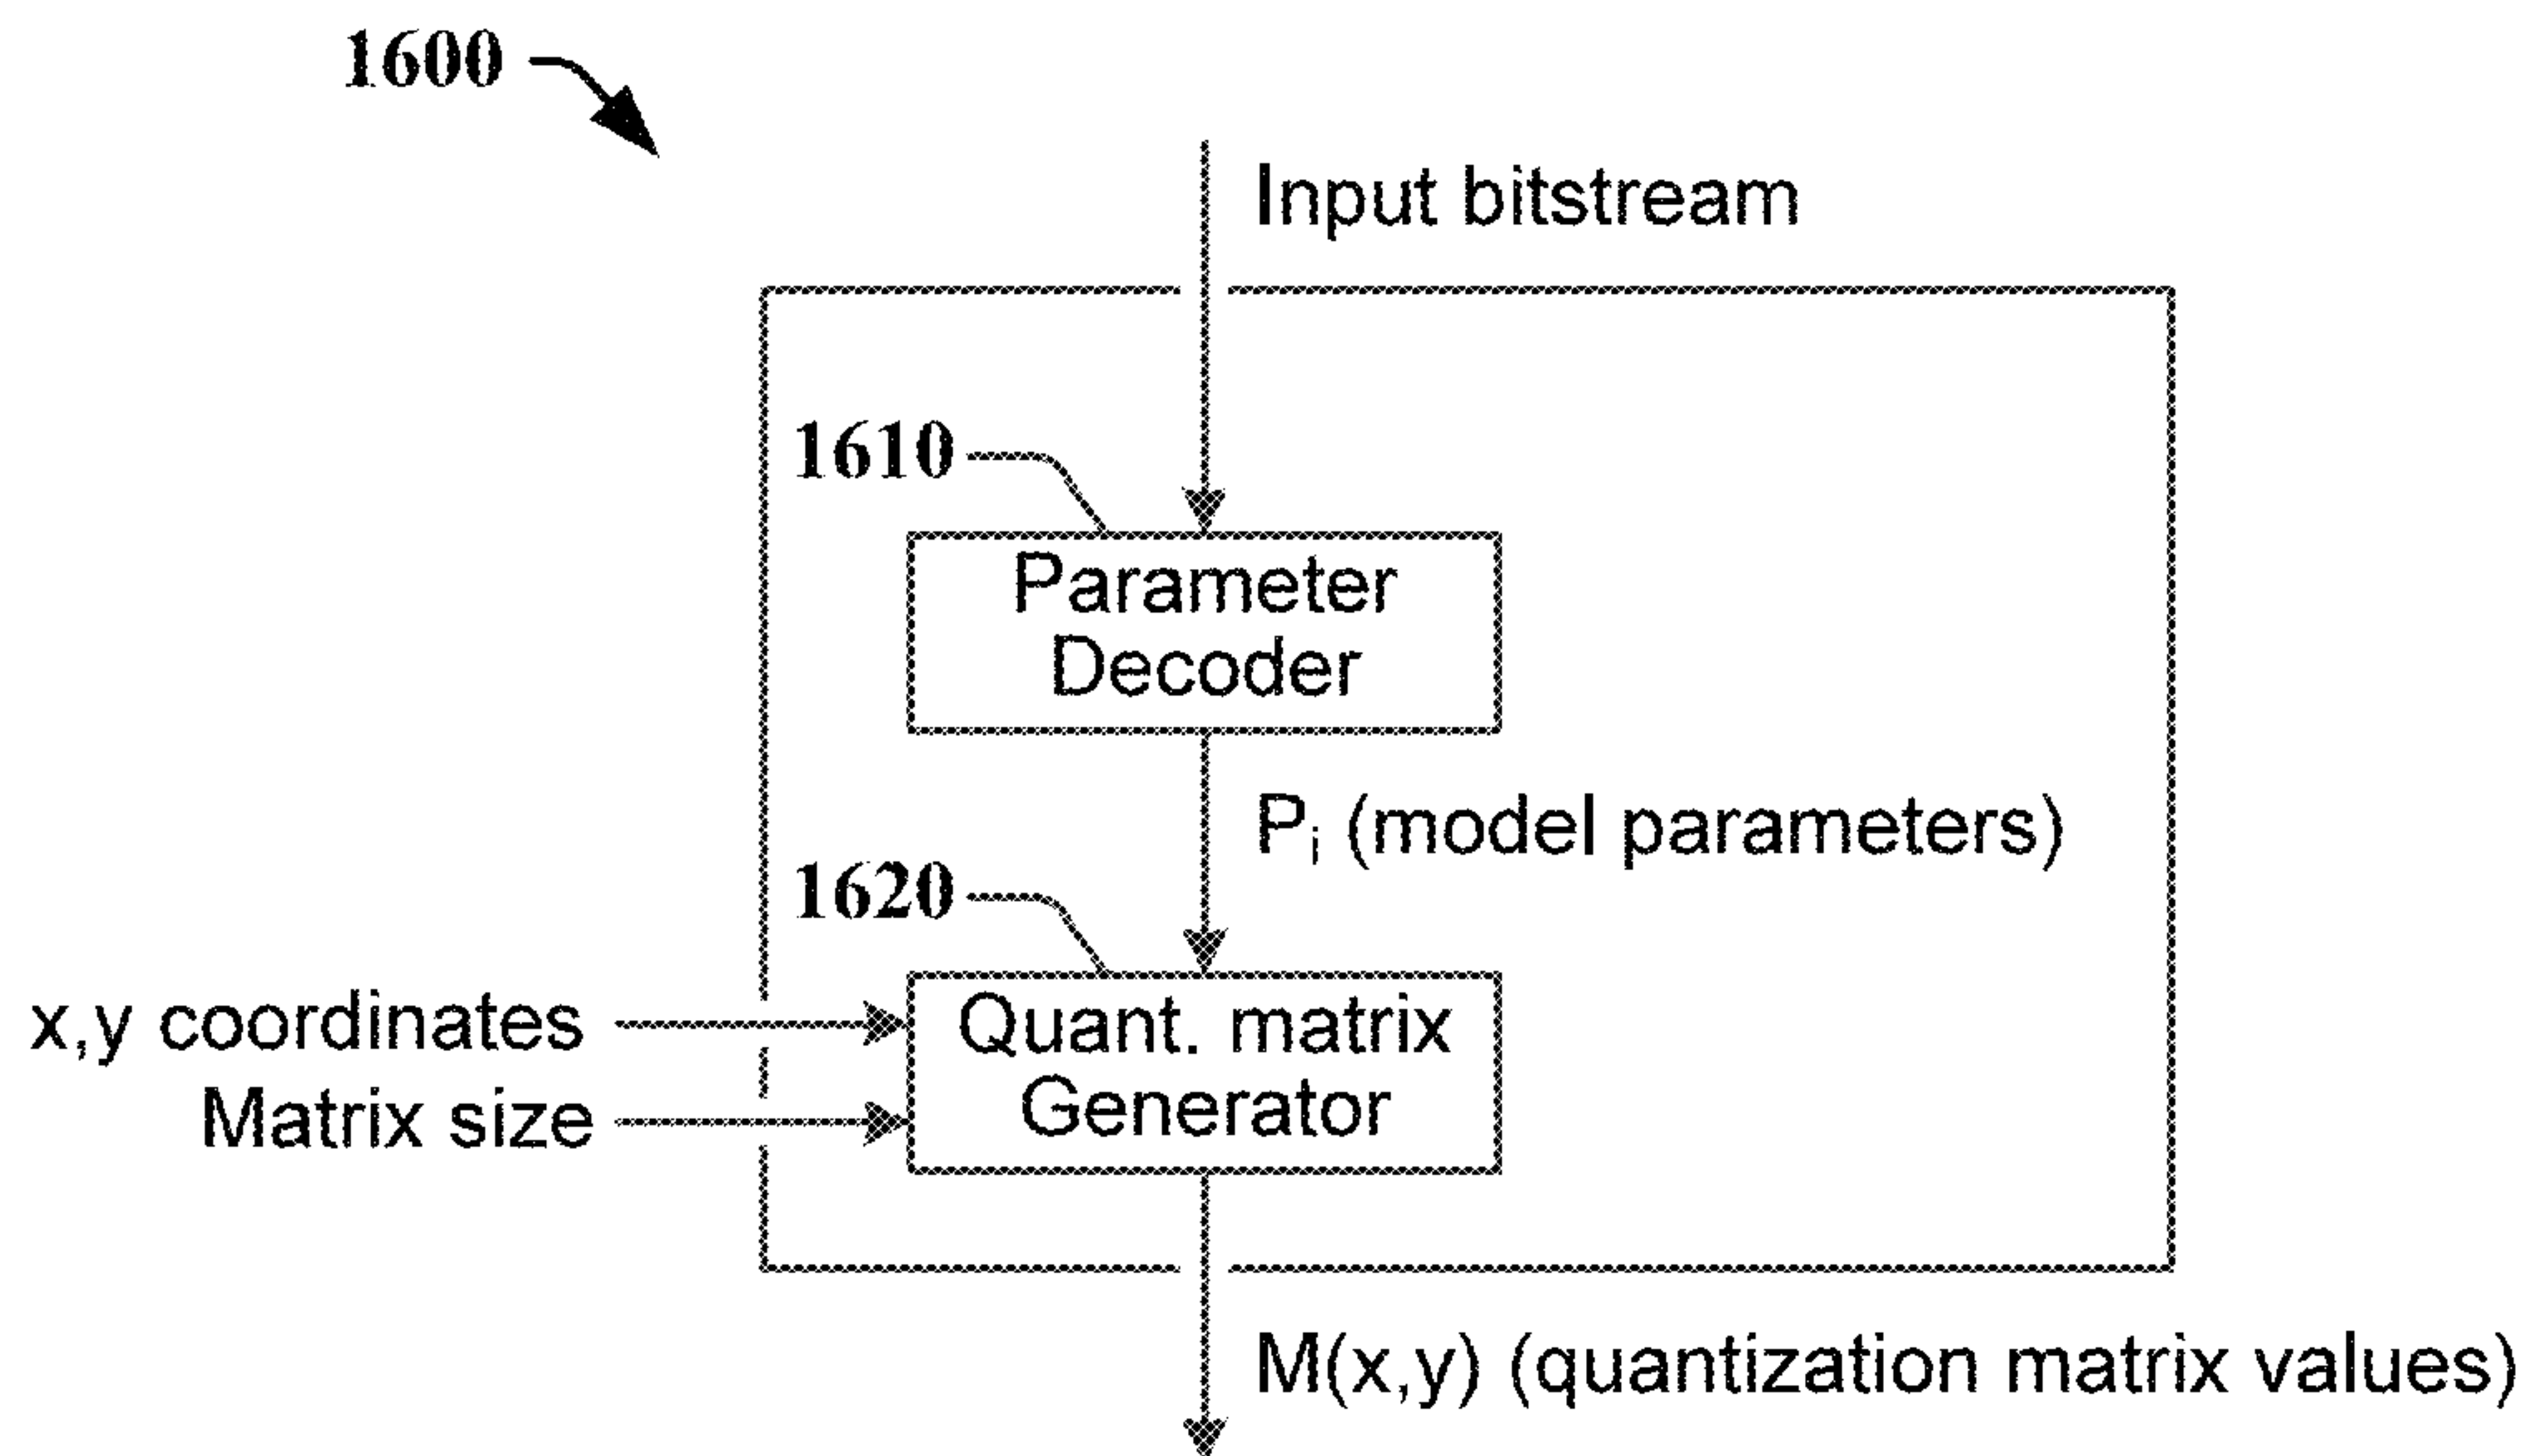 1600
Input bitstream
1610
Parameter
Decoder
Pi (model parameters)
1620
x,y coordinates
Matrix size
Quant. matrix
Generator
M(x,y) (quantization matrix values)